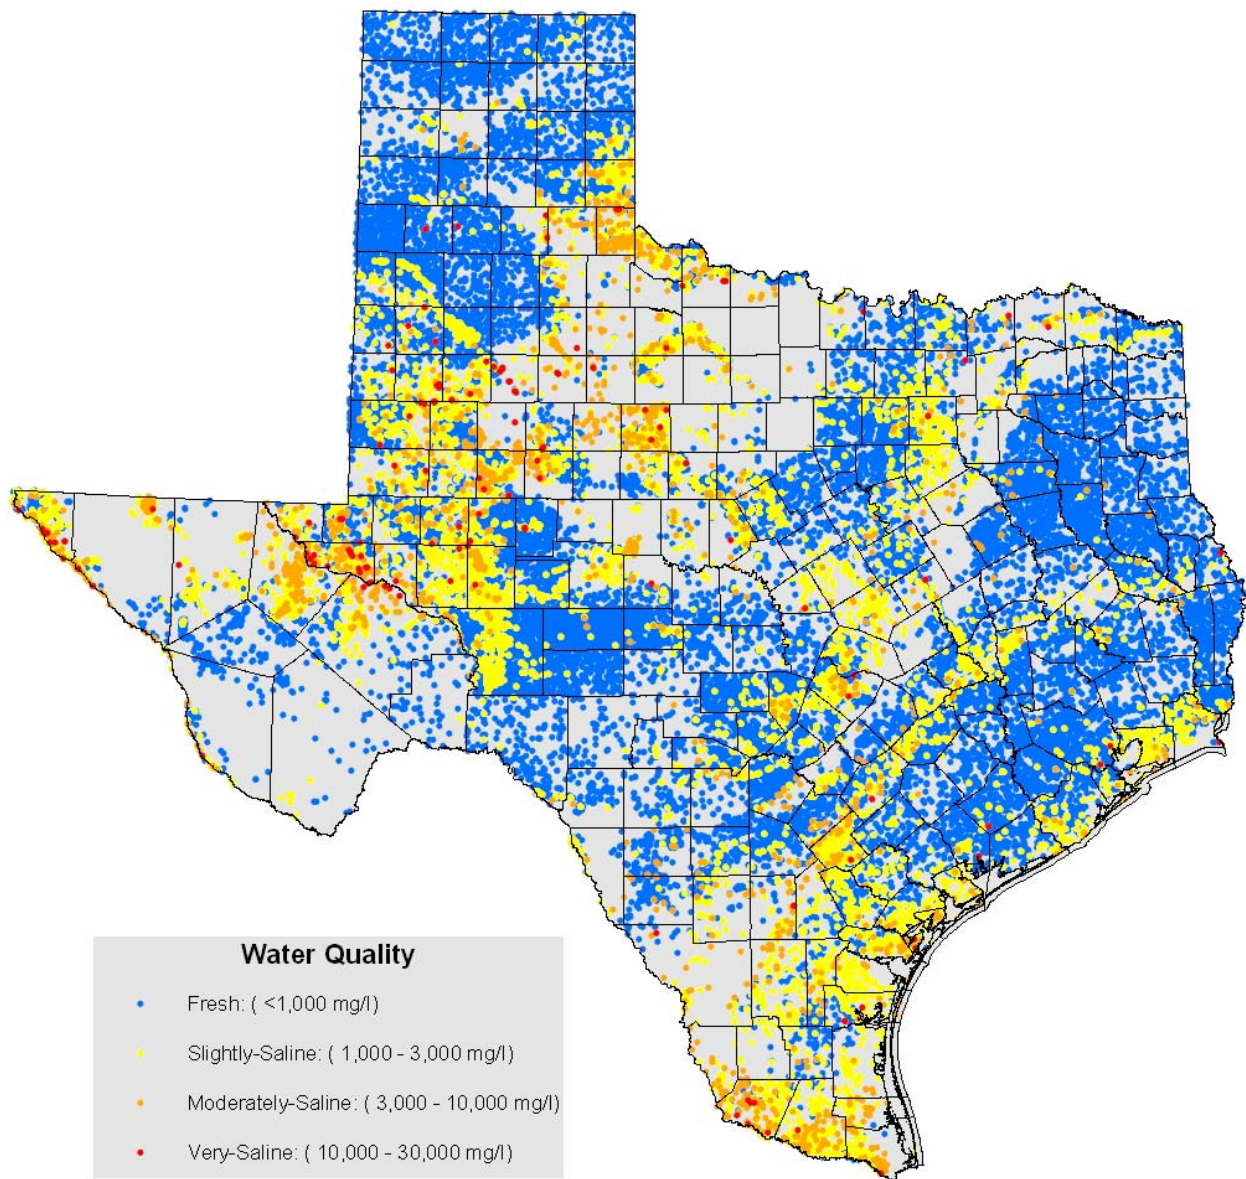 Water Quality
Fresh: ( <1,000 mg/l)
Slightly-Saline: ( 1,000 - 3,000 mg/l)
Moderately-Saline: ( 3,000 - 10,000 mg/l)
Very-Saline: ( 10,000 - 30,000 mg/l)